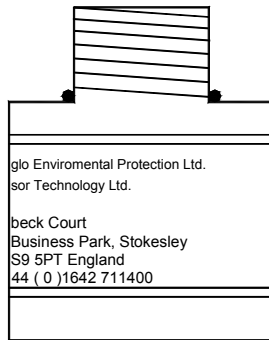 glo Enviromental Protection Ltd.
sor Technology Ltd.
beck Court
Business Park, Stokesley
S9 5PT England
44 ( 0 )1642 711400